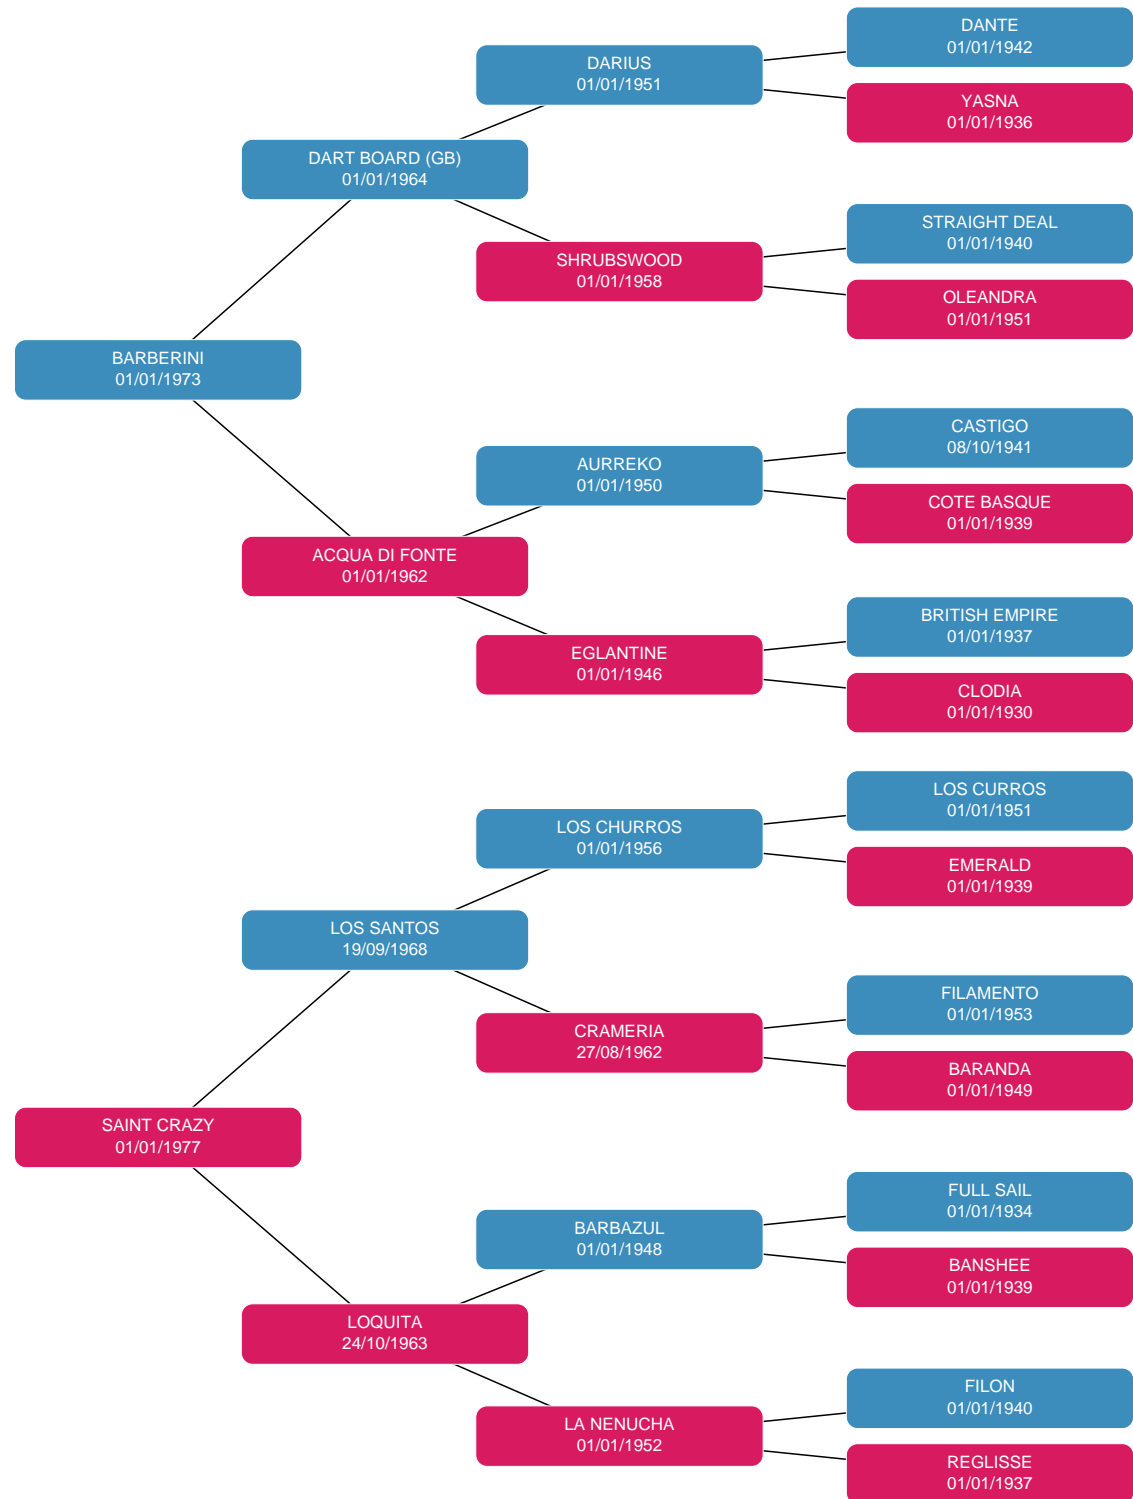 DANTE
01/01/1942
DARIUS
01/01/1951
YASNA
01/01/1936
DART BOARD (GB)
01/01/1964
STRAIGHT DEAL
01/01/1940
SHRUBSWOOD
01/01/1958
OLEANDRA
01/01/1951
BARBERINI
01/01/1973
CASTIGO
08/10/1941
AURREKO
01/01/1950
COTE BASQUE
01/01/1939
ACQUA DI FONTE
01/01/1962
BRITISH EMPIRE
01/01/1937
EGLANTINE
01/01/1946
CLODIA
01/01/1930
LOS CURROS
01/01/1951
LOS CHURROS
01/01/1956
EMERALD
01/01/1939
LOS SANTOS
19/09/1968
FILAMENTO
01/01/1953
CRAMERIA
27/08/1962
BARANDA
01/01/1949
SAINT CRAZY
01/01/1977
FULL SAIL
01/01/1934
BARBAZUL
01/01/1948
BANSHEE
01/01/1939
LOQUITA
24/10/1963
FILON
01/01/1940
LA NENUCHA
01/01/1952
REGLISSE
01/01/1937